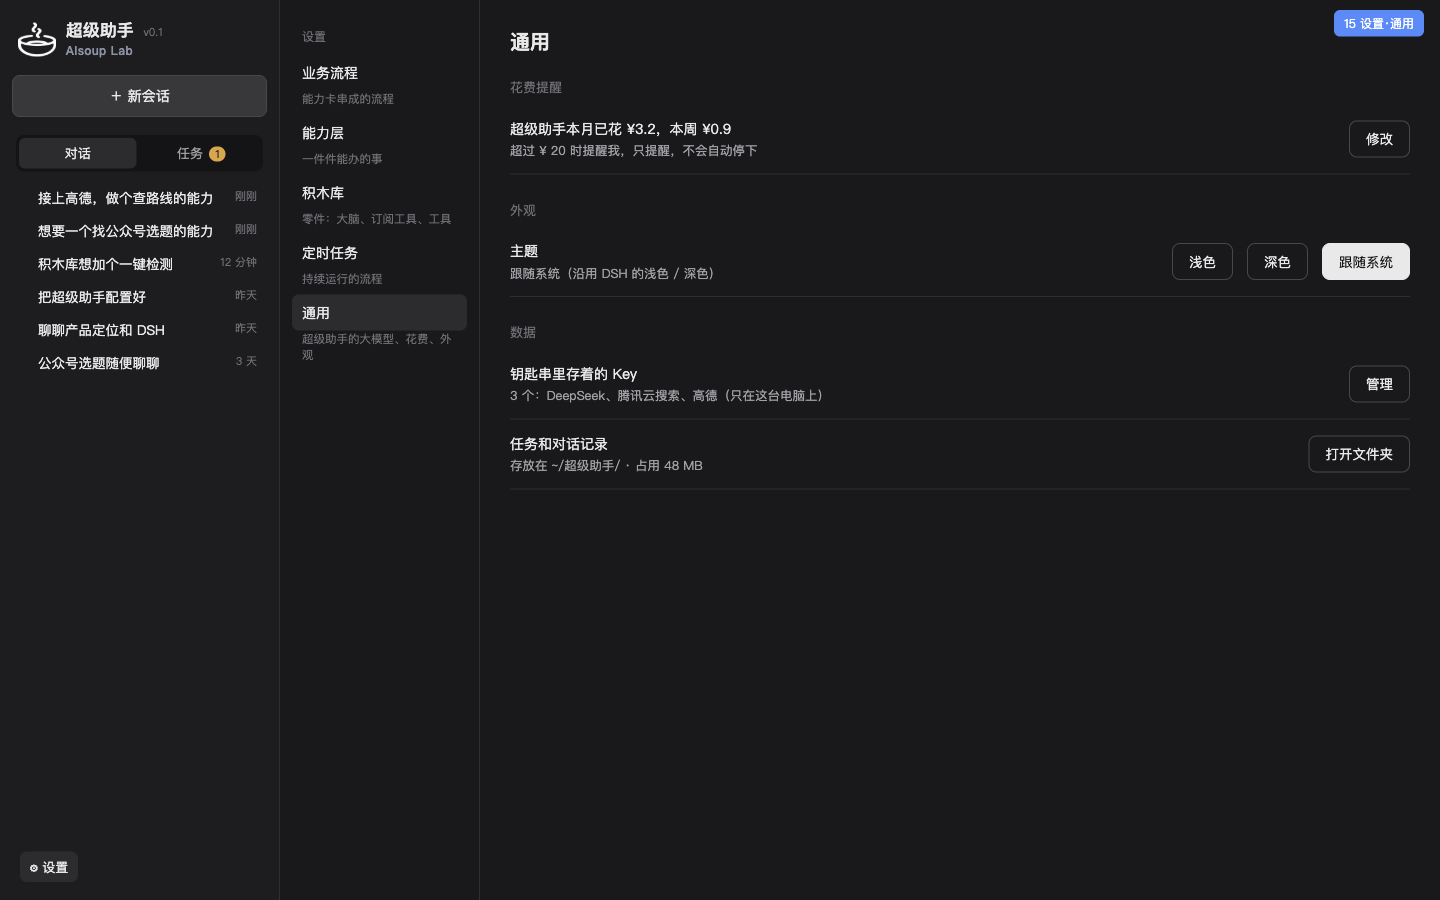 超级助手 v0.1
AIsoup Lab
+ 新会话
对话
任务 1
接上高德，做个查路线的能力 刚刚
想要一个找公众号选题的能力 刚刚
积木库想加个一键检测 12 分钟
把超级助手配置好 昨天
聊聊产品定位和 DSH 昨天
公众号选题随便聊聊 3 天
设置
设置
业务流程
能力卡串成的流程
能力层
一件件能办的事
积木库
零件：大脑、订阅工具、工具
定时任务
持续运行的流程
通用
超级助手的大模型、花费、外
观
15 设置·通用
通用
花费提醒
超级助手本月已花 ¥3.2，本周 ¥0.9
超过 ¥ 20 时提醒我，只提醒，不会自动停下
修改
外观
主题
跟随系统（沿用 DSH 的浅色 / 深色）
浅色
深色
跟随系统
数据
钥匙串里存着的 Key
3 个：DeepSeek、腾讯云搜索、高德（只在这台电脑上）
管理
任务和对话记录
存放在 ~/超级助手/ · 占用 48 MB
打开文件夹